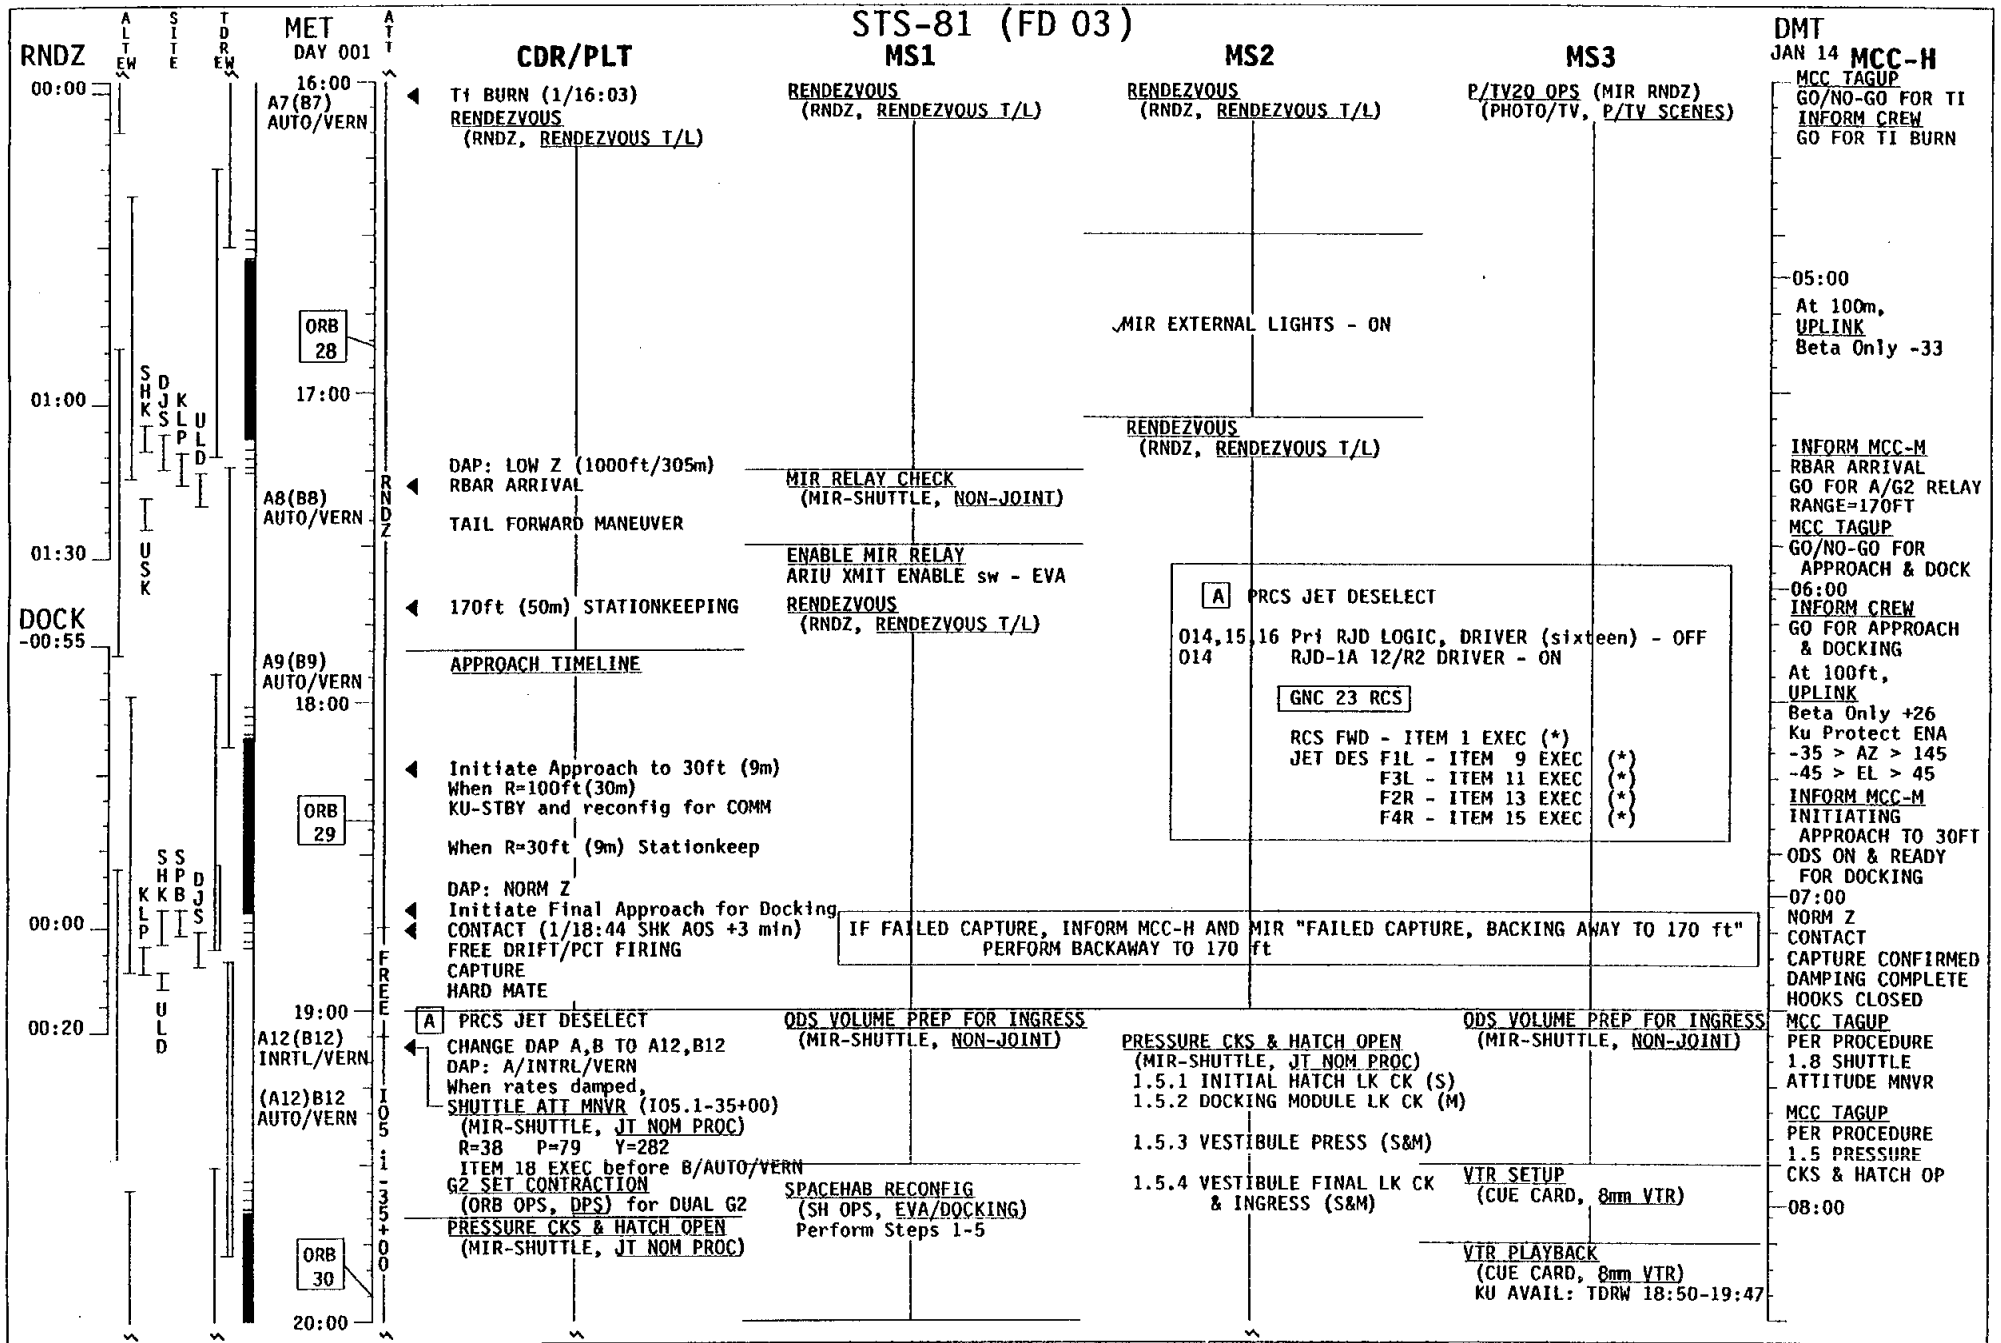 STS-81 (FD 03)
RNDZ
ALT EW
SITE
TDR EW
MET
DAY 001
ATT
CDR/PLT
MS1
MS2
MS3
DMT
JAN 14 MCC-H
00:00
01:00
01:30
DOCK
-00:55
00:00
00:20
SHK
DJS
KLP
ULD
USK
KLP
SHK
SPB
DJS
ULD
16:00
A7(B7)
AUTO/VERN
ORB
28
17:00
A8(B8)
AUTO/VERN
A9(B9)
AUTO/VERN
18:00
ORB
29
19:00
A12(B12)
INRTL/VERN
(A12)B12
AUTO/VERN
ORB
30
20:00
RNDZ
FREE
IO5.1-35+00
Ti BURN (1/16:03)
RENDEZVOUS
(RNDZ, RENDEZVOUS T/L)
DAP: LOW Z (1000ft/305m)
RBAR ARRIVAL
TAIL FORWARD MANEUVER
170ft (50m) STATIONKEEPING
APPROACH TIMELINE
Initiate Approach to 30ft (9m)
When R=100ft(30m)
KU-STBY and reconfig for COMM
When R=30ft (9m) Stationkeep
DAP: NORM Z
Initiate Final Approach for Docking
CONTACT (1/18:44 SHK AOS +3 min)
FREE DRIFT/PCT FIRING
CAPTURE
HARD MATE
A PRCS JET DESELECT
CHANGE DAP A,B TO A12,B12
DAP: A/INTRL/VERN
When rates damped,
SHUTTLE ATT MNVR (IO5.1-35+00)
(MIR-SHUTTLE, JT NOM PROC)
R=38 P=79 Y=282
ITEM 18 EXEC before B/AUTO/VERN
G2 SET CONTRACTION
(ORB OPS, DPS) for DUAL G2
PRESSURE CKS & HATCH OPEN
(MIR-SHUTTLE, JT NOM PROC)
RENDEZVOUS
(RNDZ, RENDEZVOUS T/L)
MIR RELAY CHECK
(MIR-SHUTTLE, NON-JOINT)
ENABLE MIR RELAY
ARIU XMIT ENABLE sw - EVA
RENDEZVOUS
(RNDZ, RENDEZVOUS T/L)
IF FAILED CAPTURE, INFORM MCC-H AND MIR "FAILED CAPTURE, BACKING AWAY TO 170 ft"
PERFORM BACKAWAY TO 170 ft
ODS VOLUME PREP FOR INGRESS
(MIR-SHUTTLE, NON-JOINT)
SPACEHAB RECONFIG
(SH OPS, EVA/DOCKING)
Perform Steps 1-5
RENDEZVOUS
(RNDZ, RENDEZVOUS T/L)
✓MIR EXTERNAL LIGHTS - ON
RENDEZVOUS
(RNDZ, RENDEZVOUS T/L)
A PRCS JET DESELECT
014,15,16 Pri RJD LOGIC, DRIVER (sixteen) - OFF
014 RJD-1A 12/R2 DRIVER - ON
GNC 23 RCS
RCS FWD - ITEM 1 EXEC (*)
JET DES F1L - ITEM 9 EXEC (*)
F3L - ITEM 11 EXEC (*)
F2R - ITEM 13 EXEC (*)
F4R - ITEM 15 EXEC (*)
PRESSURE CKS & HATCH OPEN
(MIR-SHUTTLE, JT NOM PROC)
1.5.1 INITIAL HATCH LK CK (S)
1.5.2 DOCKING MODULE LK CK (M)
1.5.3 VESTIBULE PRESS (S&M)
1.5.4 VESTIBULE FINAL LK CK
& INGRESS (S&M)
P/TV20 OPS (MIR RNDZ)
(PHOTO/TV, P/TV SCENES)
ODS VOLUME PREP FOR INGRESS
(MIR-SHUTTLE, NON-JOINT)
VTR SETUP
(CUE CARD, 8mm VTR)
VTR PLAYBACK
(CUE CARD, 8mm VTR)
KU AVAIL: TDRW 18:50-19:47
MCC TAGUP
GO/NO-GO FOR TI
INFORM CREW
GO FOR TI BURN
05:00
At 100m,
UPLINK
Beta Only -33
INFORM MCC-M
RBAR ARRIVAL
GO FOR A/G2 RELAY
RANGE=170FT
MCC TAGUP
GO/NO-GO FOR
APPROACH & DOCK
06:00
INFORM CREW
GO FOR APPROACH
& DOCKING
At 100ft,
UPLINK
Beta Only +26
Ku Protect ENA
-35 > AZ > 145
-45 > EL > 45
INFORM MCC-M
INITIATING
APPROACH TO 30FT
ODS ON & READY
FOR DOCKING
07:00
NORM Z
CONTACT
CAPTURE CONFIRMED
DAMPING COMPLETE
HOOKS CLOSED
MCC TAGUP
PER PROCEDURE
1.8 SHUTTLE
ATTITUDE MNVR
MCC TAGUP
PER PROCEDURE
1.5 PRESSURE
CKS & HATCH OP
08:00